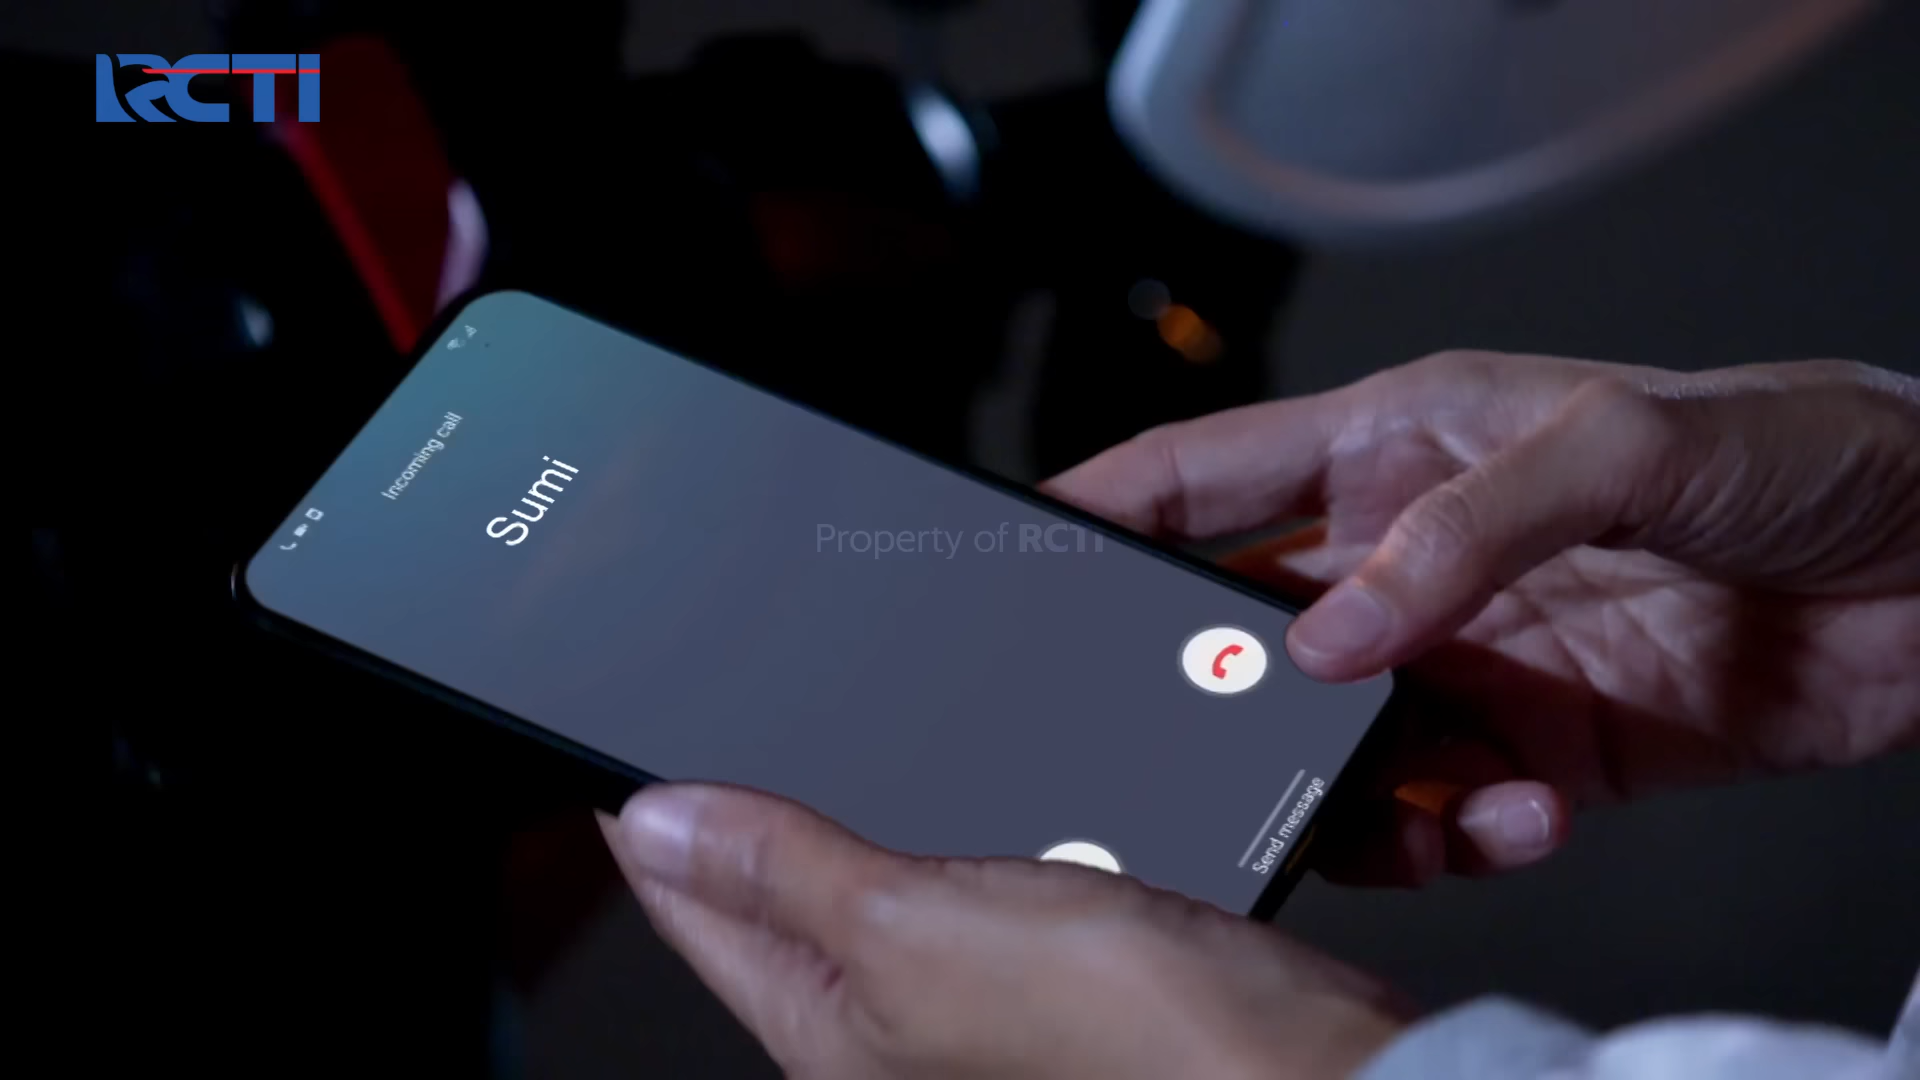 RCTI
Incoming call
Sumi
Property of RCTI
Send message